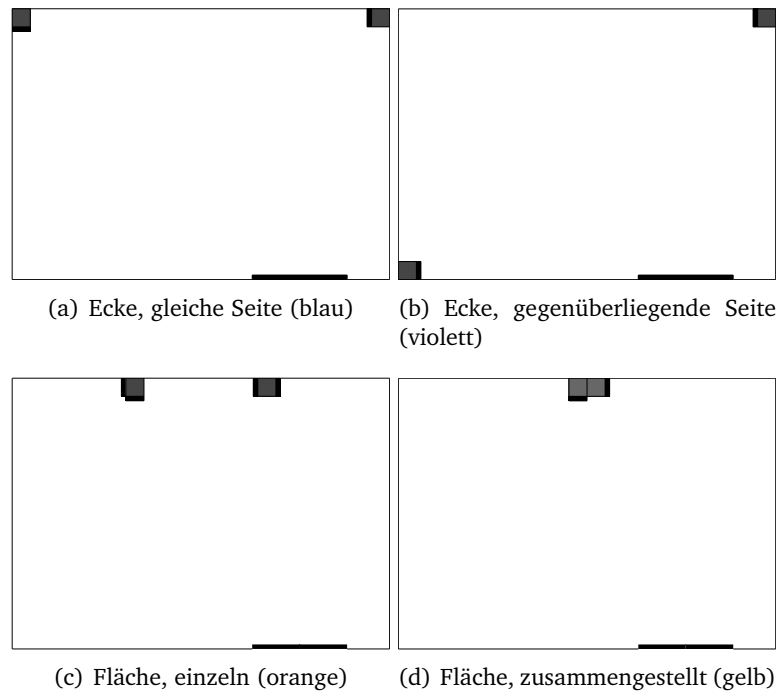 (a) Ecke, gleiche Seite (blau)
(b) Ecke, gegenüberliegende Seite
(violett)
(c) Fläche, einzeln (orange)
(d) Fläche, zusammengestellt (gelb)